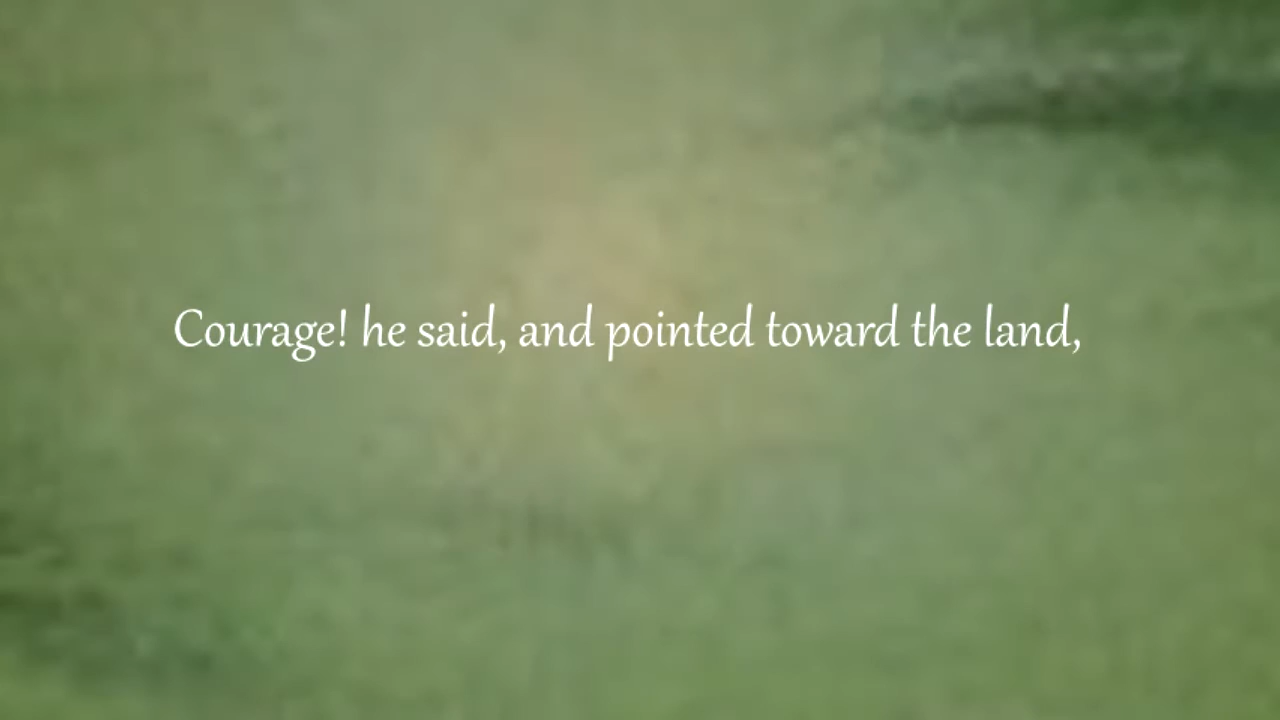 Courage! he said, and pointed toward the land,